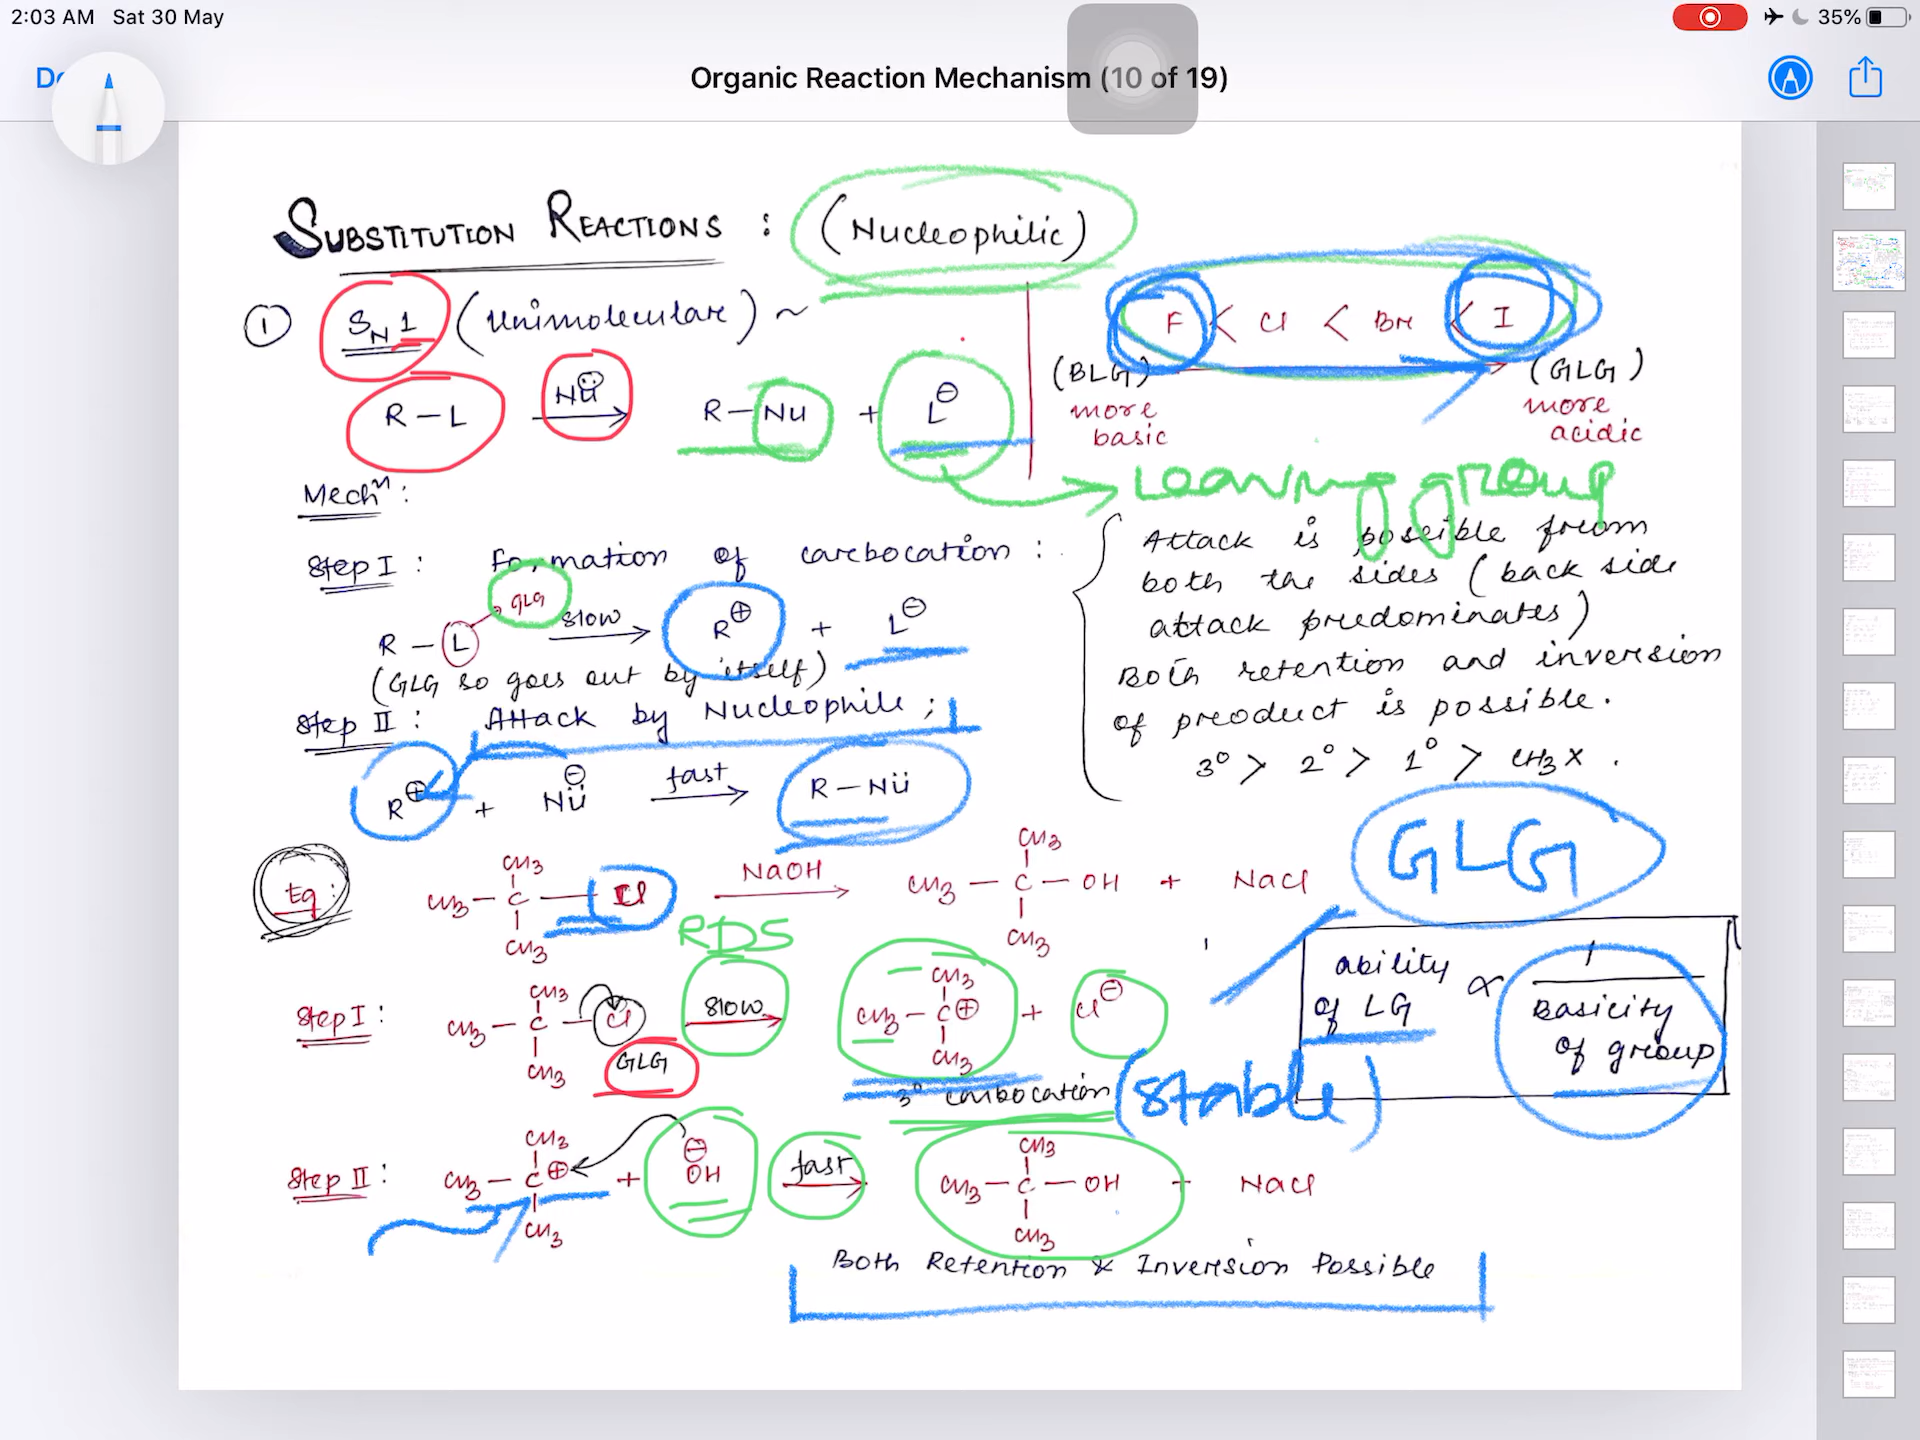 2:03 AM Sat 30 May
35%
Organic Reaction Mechanism (10 of 19)
SUBSTITUTION REACTIONS : (Nucleophilic)
① SN1 (Unimolecular) ~
R – L Nü⊖ → R – Nu + L⊖
F < Cl < Br < I
(BLG) → (GLG)
more basic
more acidic
Leaving group
Mechⁿ :
Step I : Formation of carbocation :
R – L GLG slow → R⊕ + L⊖
(GLG so goes out by itself)
Step II : Attack by Nucleophile ;
R⊕ + Nü⊖ fast → R – Nü
Attack is possible from
both the sides (back side
attack predominates)
Both retention and inversion
of product is possible.
3° > 2° > 1° > CH3X .
GLG
Eg :
CH3
CH3 – C – Cl NaOH → CH3 – C – OH + NaCl
CH3
CH3
CH3
RDS
ability of LG ∝ 1 / Basicity of group
Step I :
CH3
CH3 – C – Cl slow → CH3 – C⊕ + Cl⊖
CH3
GLG
CH3
CH3
3° carbocation (stable)
Step II :
CH3
CH3 – C⊕ + ⊖OH fast → CH3 – C – OH + NaCl
CH3
CH3
CH3
Both Retention & Inversion Possible